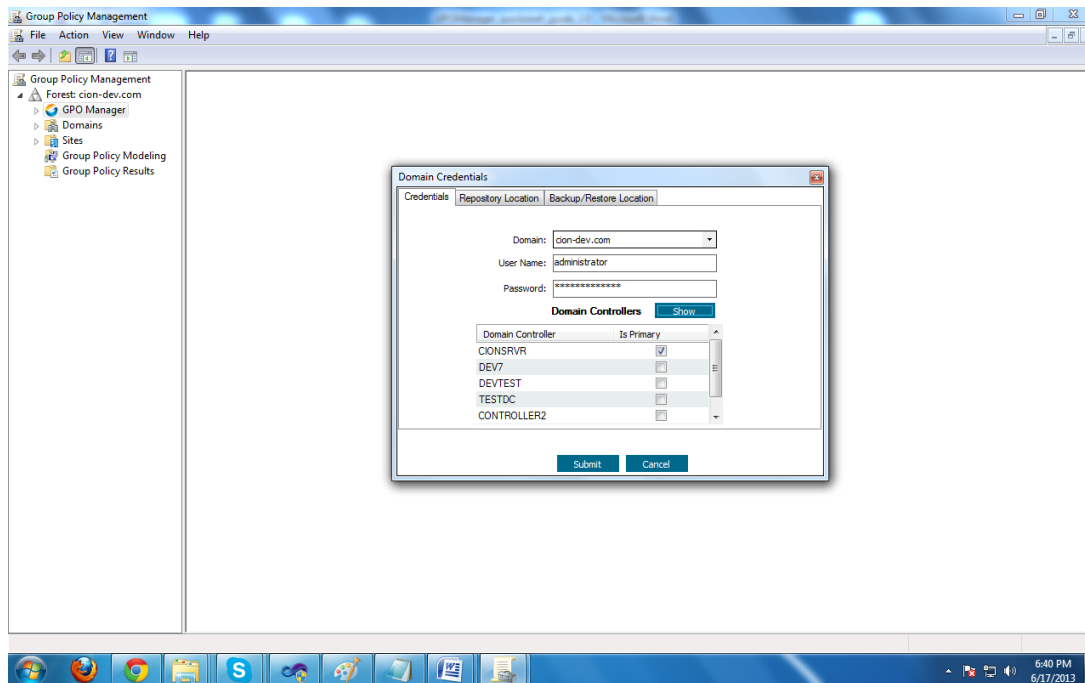 Group Policy Management
File Action View Window Help
Group Policy Management
Forest: cion-dev.com
GPO Manager
Domains
Sites
Group Policy Modeling
Group Policy Results
Domain Credentials
Credentials Repository Location Backup/Restore Location
Domain: cion-dev.com
User Name: administrator
Password: *************
Domain Controllers Show
Domain Controller Is Primary
CIONSRVR
DEV7
DEVTEST
TESTDC
CONTROLLER2
Submit Cancel
6:40 PM
6/17/2013